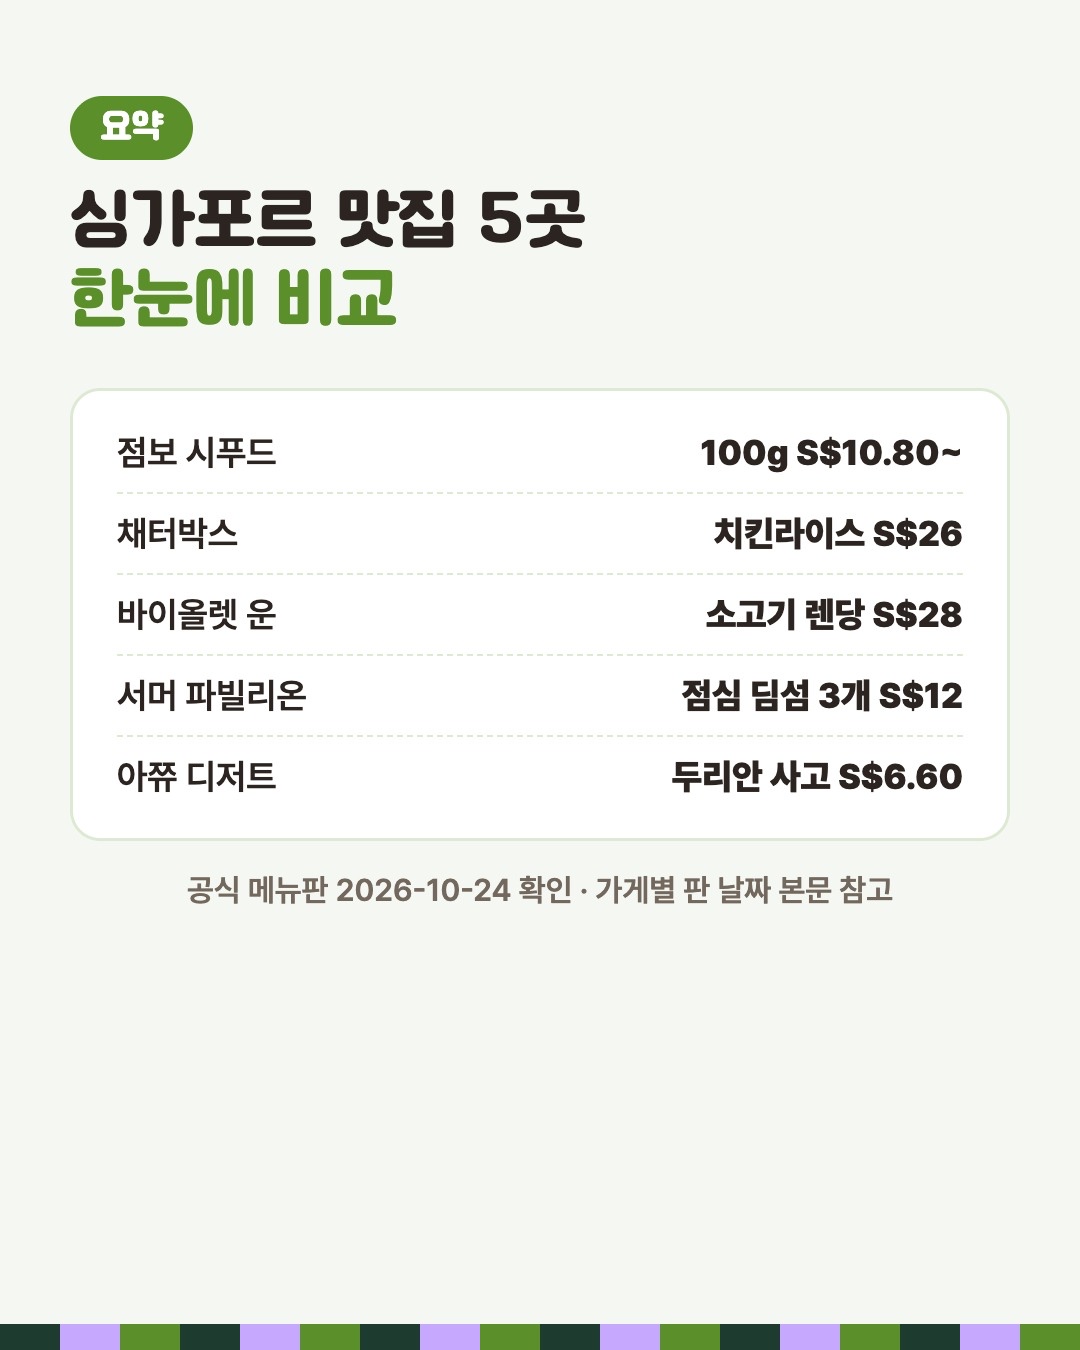 요약
싱가포르 맛집 5곳
한눈에 비교
점보 시푸드 100g S$10.80~
채터박스 치킨라이스 S$26
바이올렛 운 소고기 렌당 S$28
서머 파빌리온 점심 딤섬 3개 S$12
아쮸 디저트 두리안 사고 S$6.60
공식 메뉴판 2026-10-24 확인 · 가게별 판 날짜 본문 참고